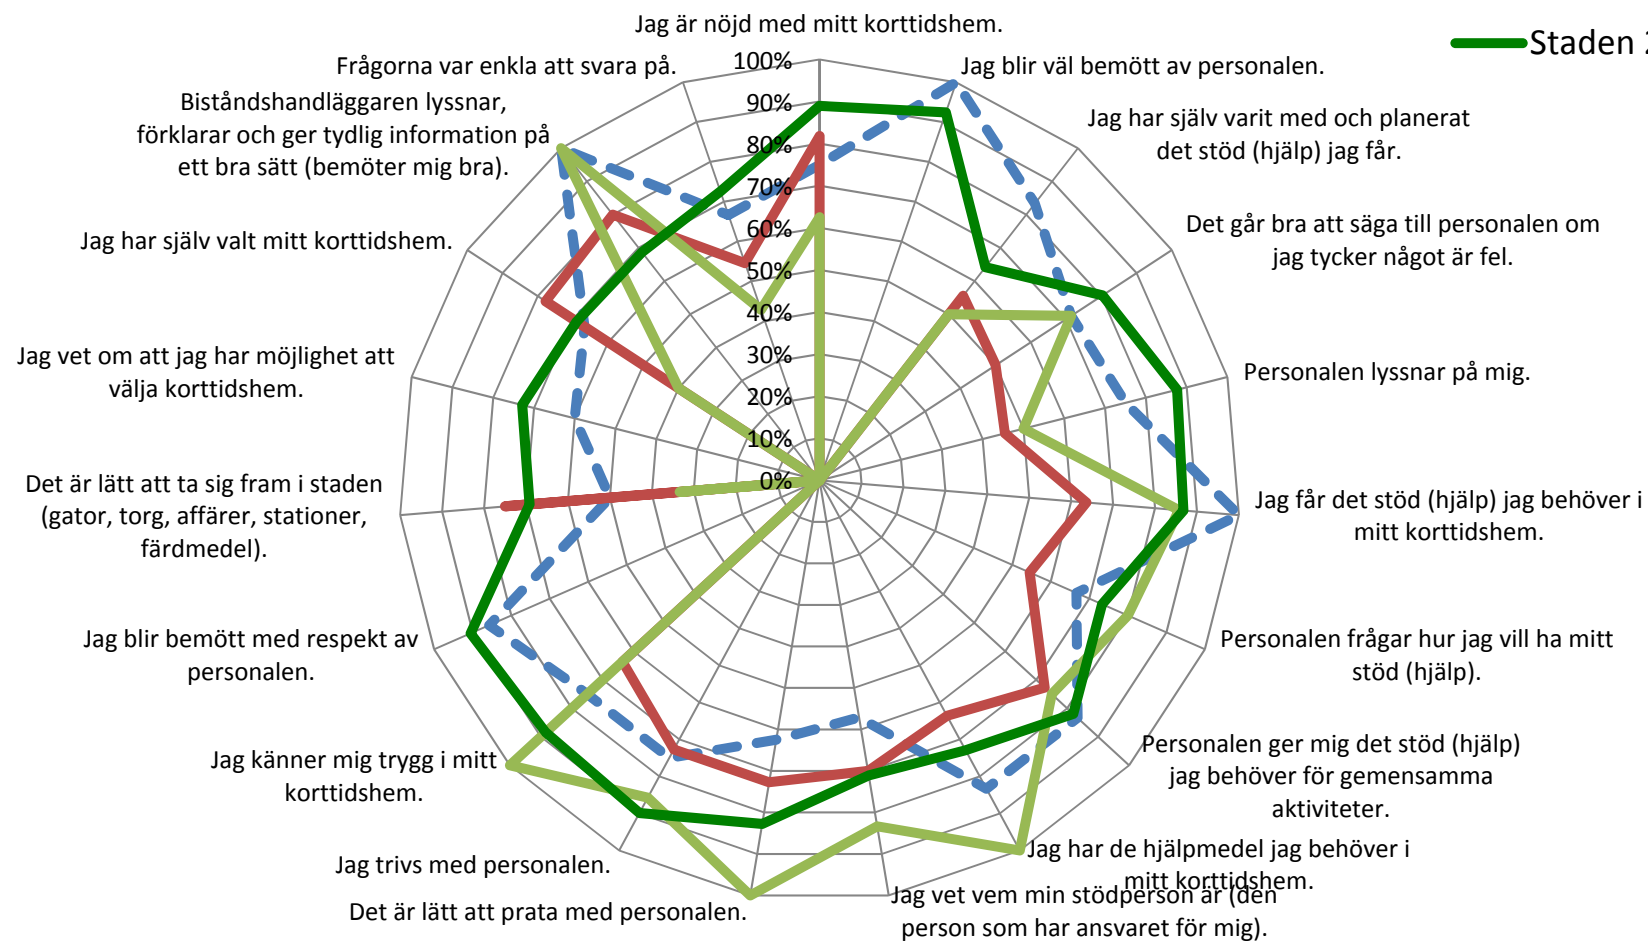 Jag är nöjd med mitt korttidshem.
Staden 2
Jag blir väl bemött av personalen.
Jag har själv varit med och planerat
det stöd (hjälp) jag får.
Det går bra att säga till personalen om
jag tycker något är fel.
Personalen lyssnar på mig.
Jag får det stöd (hjälp) jag behöver i
mitt korttidshem.
Personalen frågar hur jag vill ha mitt
stöd (hjälp).
Personalen ger mig det stöd (hjälp)
jag behöver för gemensamma
aktiviteter.
Jag har de hjälpmedel jag behöver i
mitt korttidshem.
Jag vet vem min stödperson är (den
person som har ansvaret för mig).
Det är lätt att prata med personalen.
Jag trivs med personalen.
Jag känner mig trygg i mitt
korttidshem.
Jag blir bemött med respekt av
personalen.
Det är lätt att ta sig fram i staden
(gator, torg, affärer, stationer,
färdmedel).
Jag vet om att jag har möjlighet att
välja korttidshem.
Jag har själv valt mitt korttidshem.
Biståndshandläggaren lyssnar,
förklarar och ger tydlig information på
ett bra sätt (bemöter mig bra).
Frågorna var enkla att svara på.
100%
90%
80%
70%
60%
50%
40%
30%
20%
10%
0%